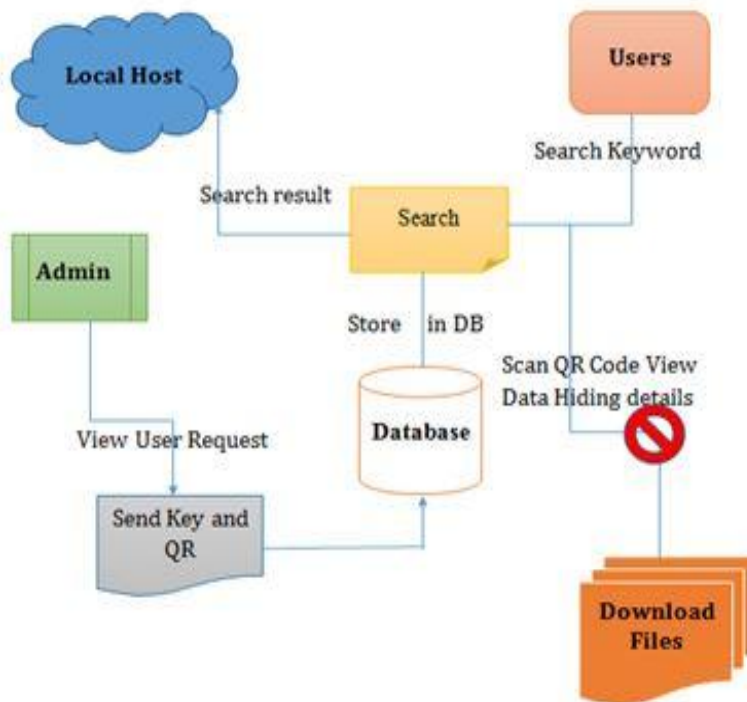 Local Host
Users
Search Keyword
Search result
Search
Admin
Store in DB
Scan QR Code View
Data Hiding details
Database
View User Request
Send Key and
QR
Download
Files